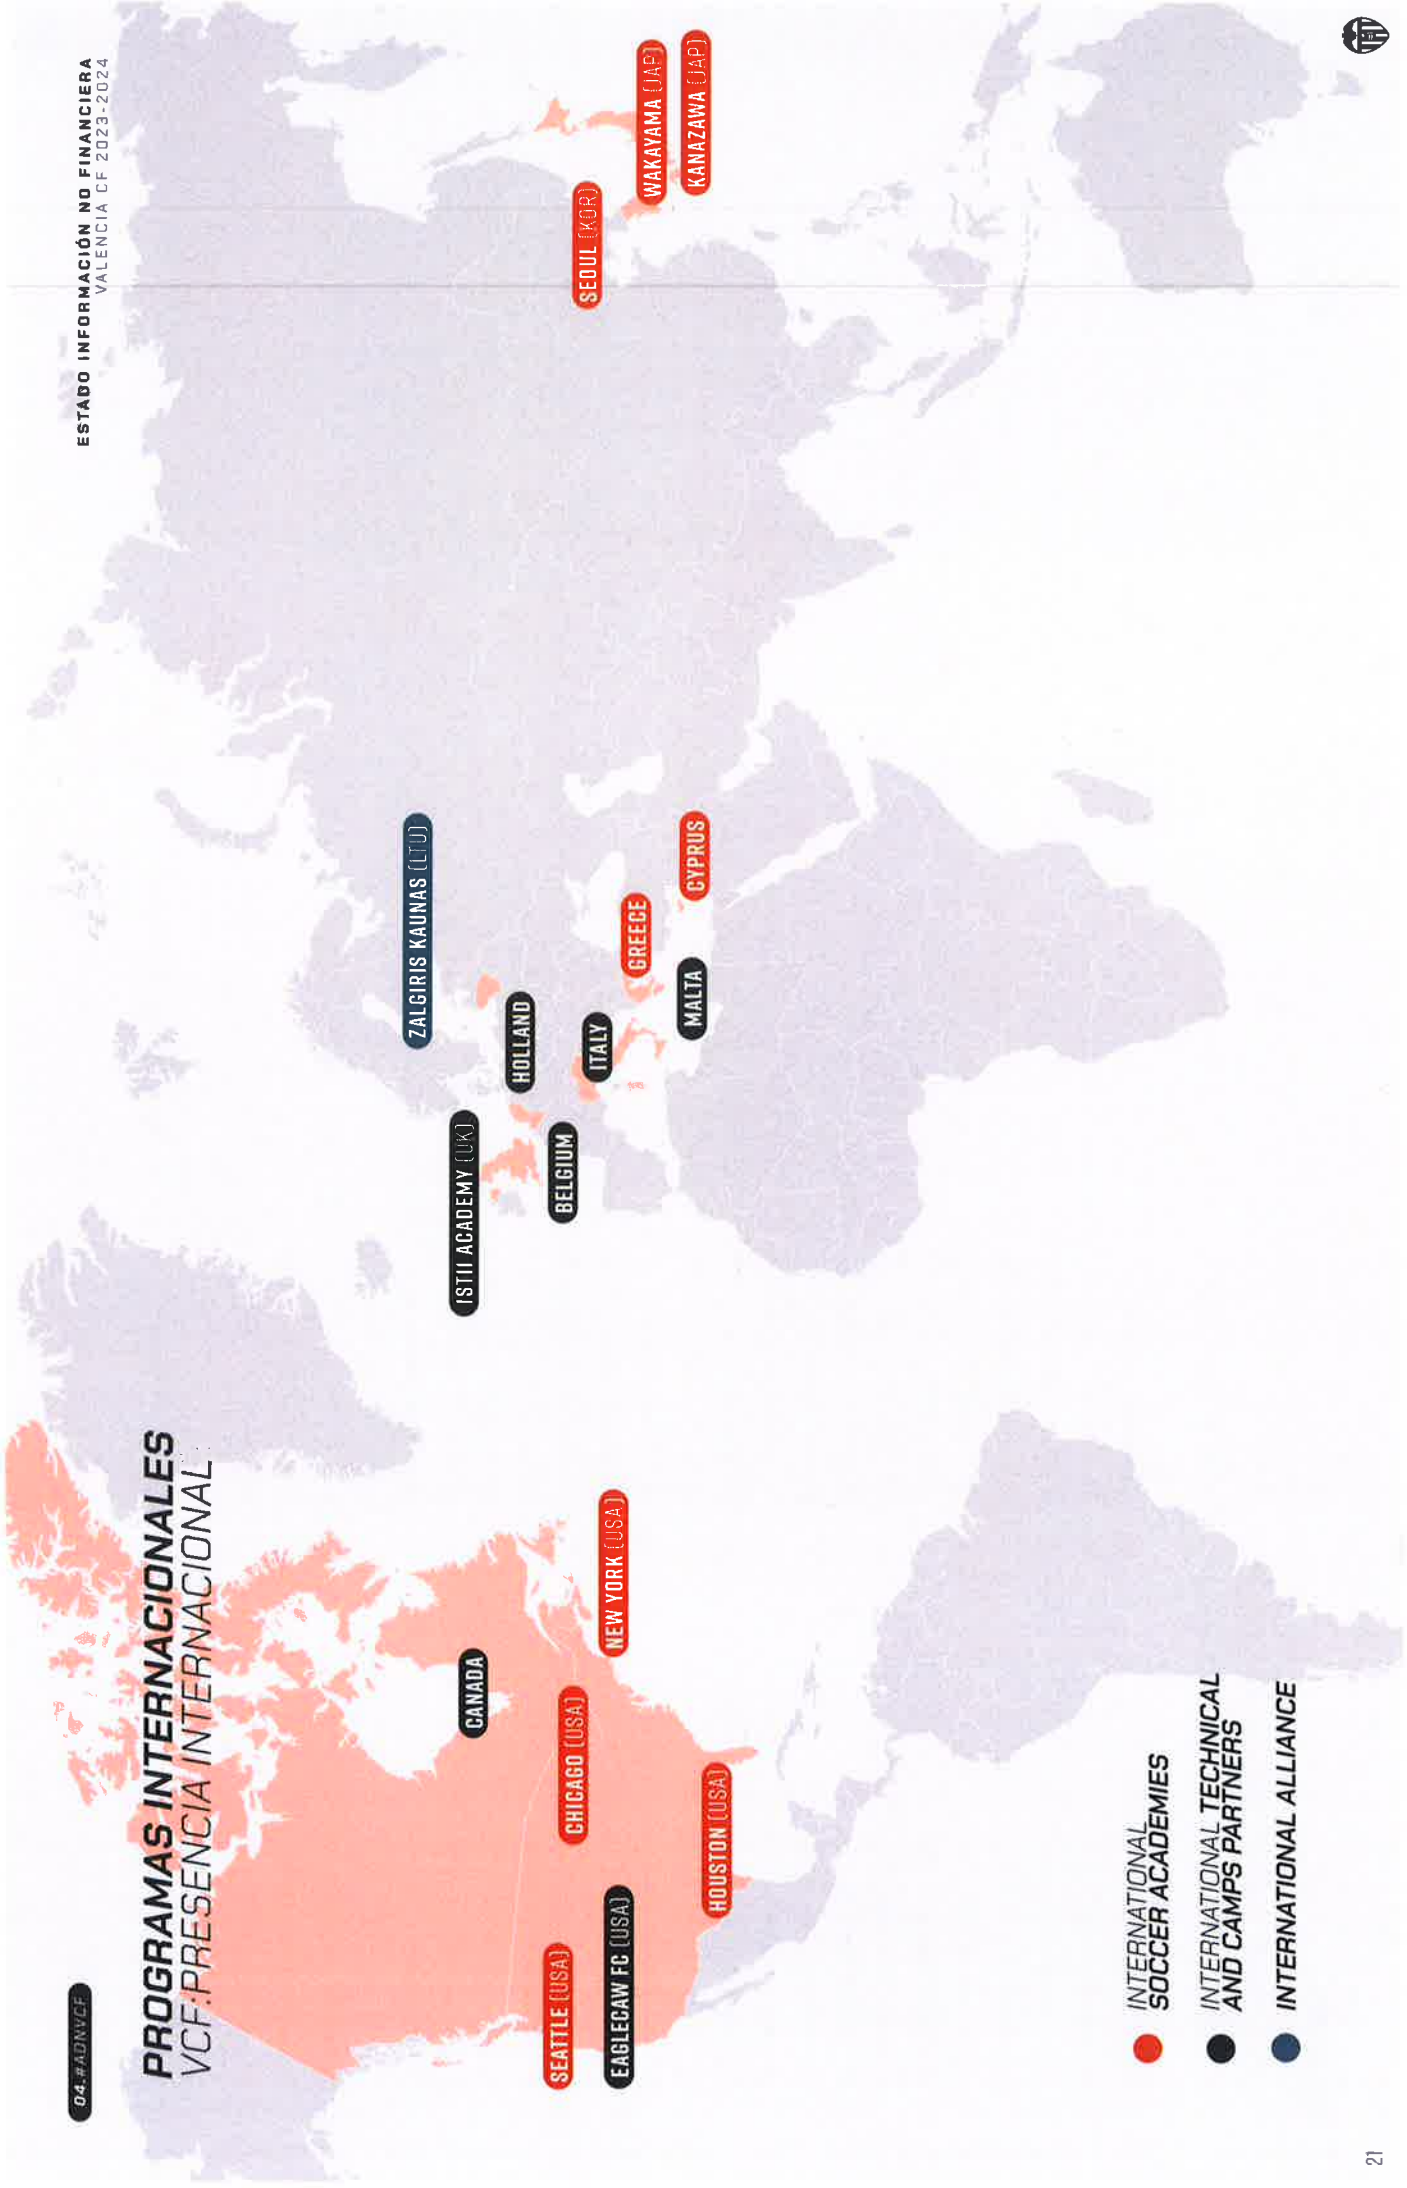 04.#ADNVCF
ESTADO INFORMACIÓN NO FINANCIERA
VALENCIA CF 2023-2024
PROGRAMAS INTERNACIONALES
VCF:PRESENCIA INTERNACIONAL
ZALGIRIS KAUNAS (LTU)
ISTII ACADEMY (UK)
CANADA
HOLLAND
SEATTLE (USA)
CHICAGO (USA)
BELGIUM
SEOUL (KOR)
ITALY
EAGLECAW FC (USA)
NEW YORK (USA)
GREECE
WAKAYAMA (JAP)
MALTA
CYPRUS
KANAZAWA (JAP)
HOUSTON (USA)
INTERNATIONAL
SOCCER ACADEMIES
INTERNATIONAL TECHNICAL
AND CAMPS PARTNERS
INTERNATIONAL ALLIANCE
21